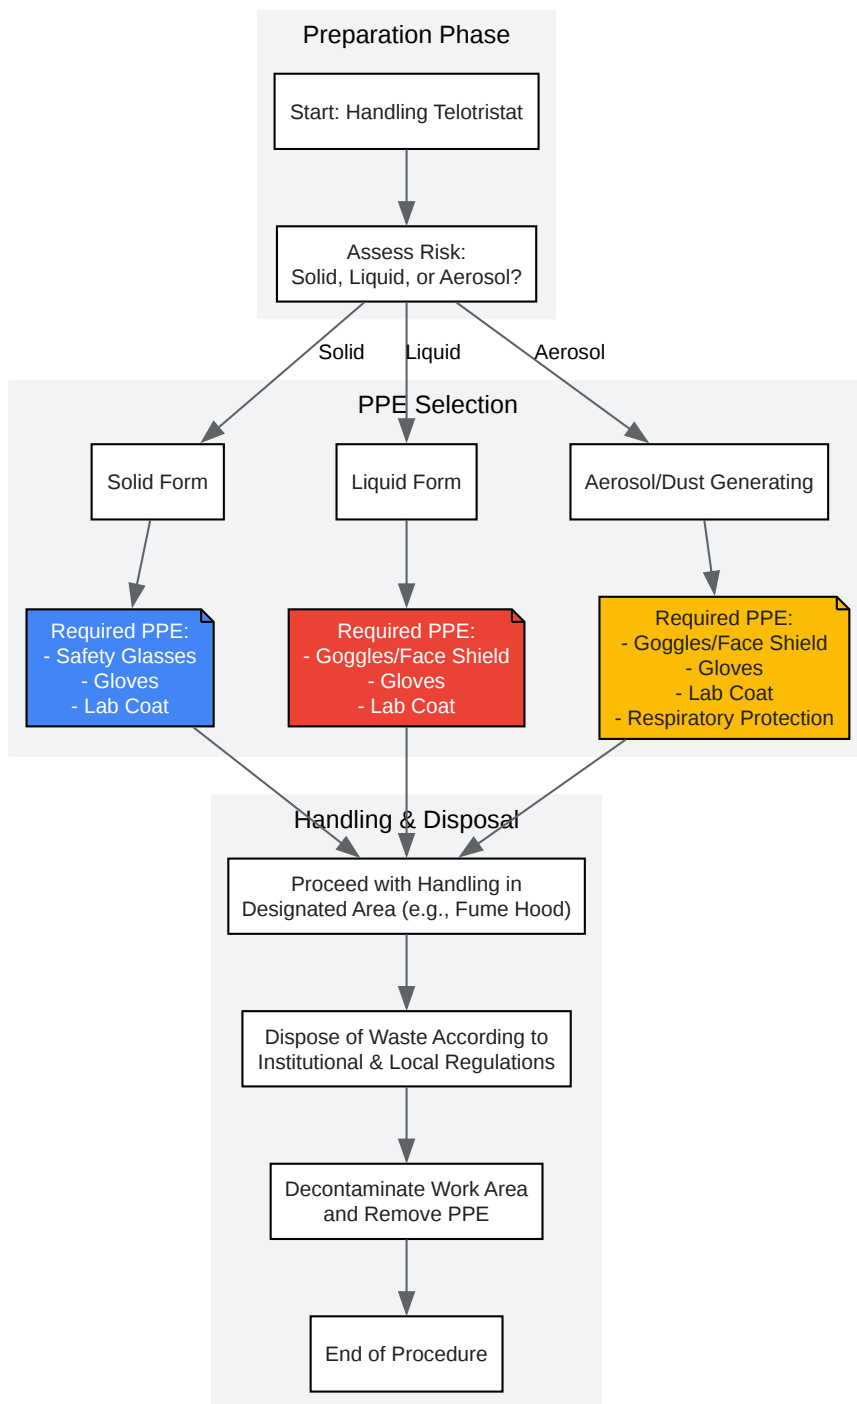 Preparation Phase
Start: Handling Telotristat
Assess Risk:
Solid, Liquid, or Aerosol?
Solid
Liquid
Aerosol
PPE Selection
Solid Form
Liquid Form
Aerosol/Dust Generating
Required PPE:
- Safety Glasses
- Gloves
- Lab Coat
Required PPE:
- Goggles/Face Shield
- Gloves
- Lab Coat
Required PPE:
- Goggles/Face Shield
- Gloves
- Lab Coat
- Respiratory Protection
Handling & Disposal
Proceed with Handling in
Designated Area (e.g., Fume Hood)
Dispose of Waste According to
Institutional & Local Regulations
Decontaminate Work Area
and Remove PPE
End of Procedure